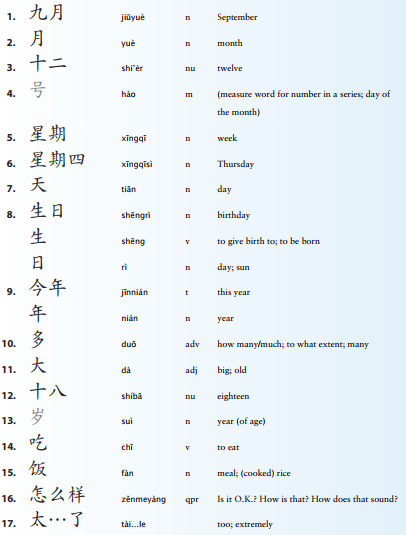 1. 九月 jiǔyuè n September
2. 月 yuè n month
3. 十二 shí'èr nu twelve
4. 号 hào m (measure word for number in a series; day of
the month)
5. 星期 xīngqī n week
6. 星期四 xīngqīsì n Thursday
7. 天 tiān n day
8. 生日 shēngrì n birthday
生 shēng v to give birth to; to be born
日 rì n day; sun
9. 今年 jīnnián t this year
年 nián n year
10. 多 duō adv how many/much; to what extent; many
11. 大 dà adj big; old
12. 十八 shíbā nu eighteen
13. 岁 suì n year (of age)
14. 吃 chī v to eat
15. 饭 fàn n meal; (cooked) rice
16. 怎么样 zěnmeyàng qpr Is it O.K.? How is that? How does that sound?
17. 太…了 tài...le too; extremely